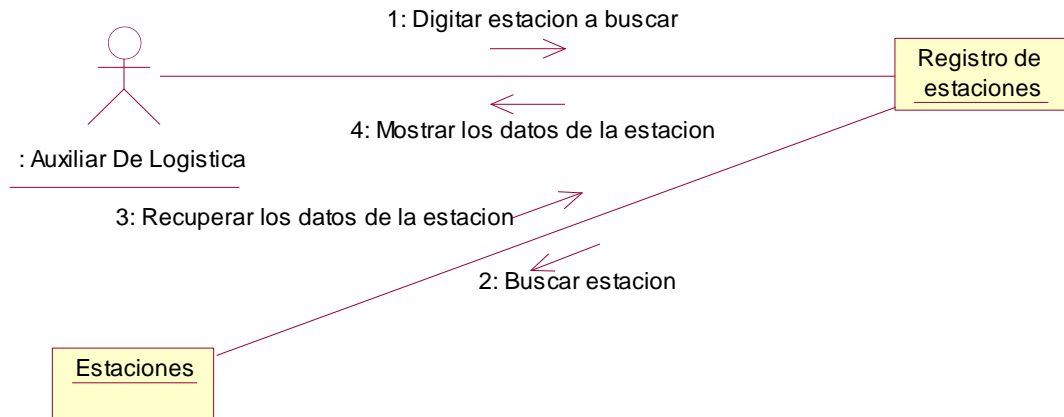 1: Digitar estacion a buscar
Registro de
estaciones
4: Mostrar los datos de la estacion
: Auxiliar De Logistica
3: Recuperar los datos de la estacion
2: Buscar estacion
Estaciones